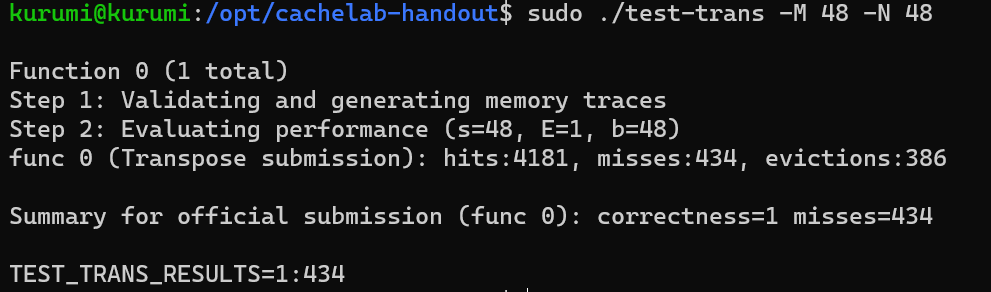 kurumi@kurumi:/opt/cachelab-handout$ sudo ./test-trans -M 48 -N 48
Function 0 (1 total)
Step 1: Validating and generating memory traces
Step 2: Evaluating performance (s=48, E=1, b=48)
func 0 (Transpose submission): hits:4181, misses:434, evictions:386
Summary for official submission (func 0): correctness=1 misses=434
TEST_TRANS_RESULTS=1:434